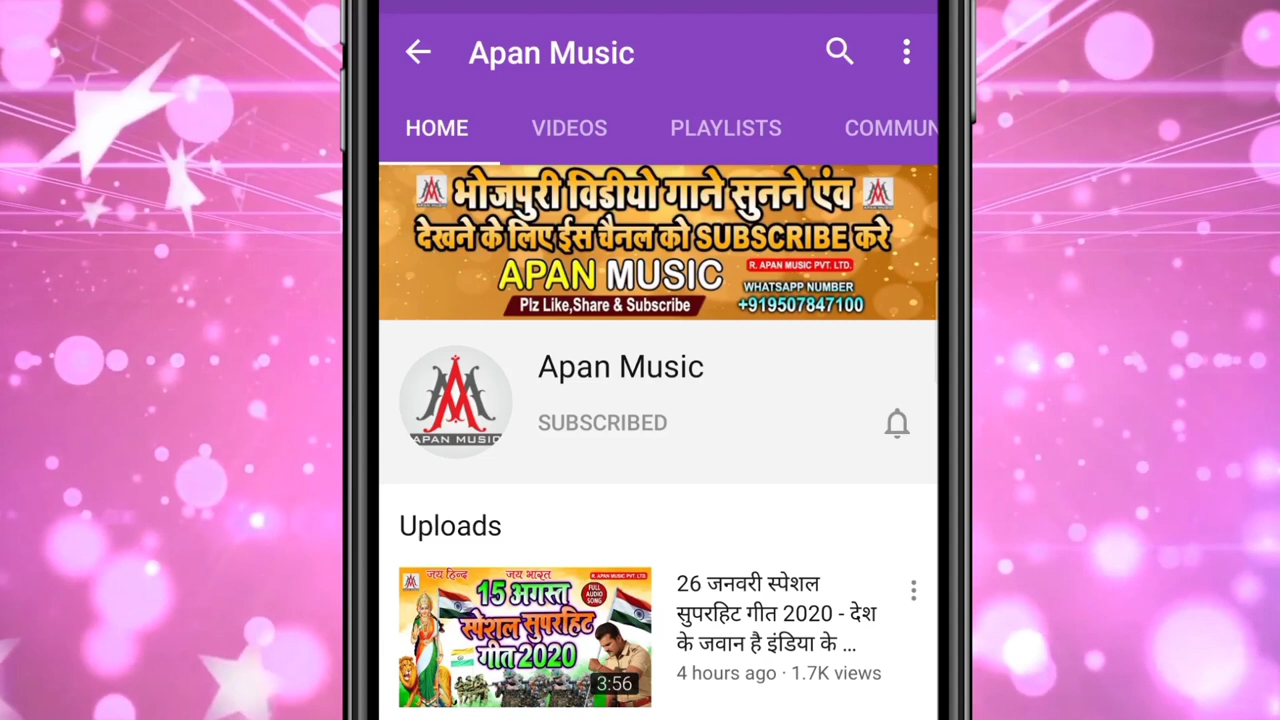 Apan Music
HOME VIDEOS PLAYLISTS COMMUN
भोजपुरी विडीयो गाने सुनने एंव
देखने के लिए ईस चैनल को SUBSCRIBE करे
APAN MUSIC
R. APAN MUSIC PVT. LTD.
WHATSAPP NUMBER
Plz Like,Share & Subscribe
+919507847100
Apan Music
SUBSCRIBED
APAN MUSIC
Uploads
जय हिन्द जय भारत
R. APAN MUSIC PVT. LTD
15 अगस्त
FULL
AUDIO
SONG
स्पेशल सुपरहिट
गीत 2020
3:56
26 जनवरी स्पेशल
सुपरहिट गीत 2020 - देश
के जवान है इंडिया के ...
4 hours ago · 1.7K views